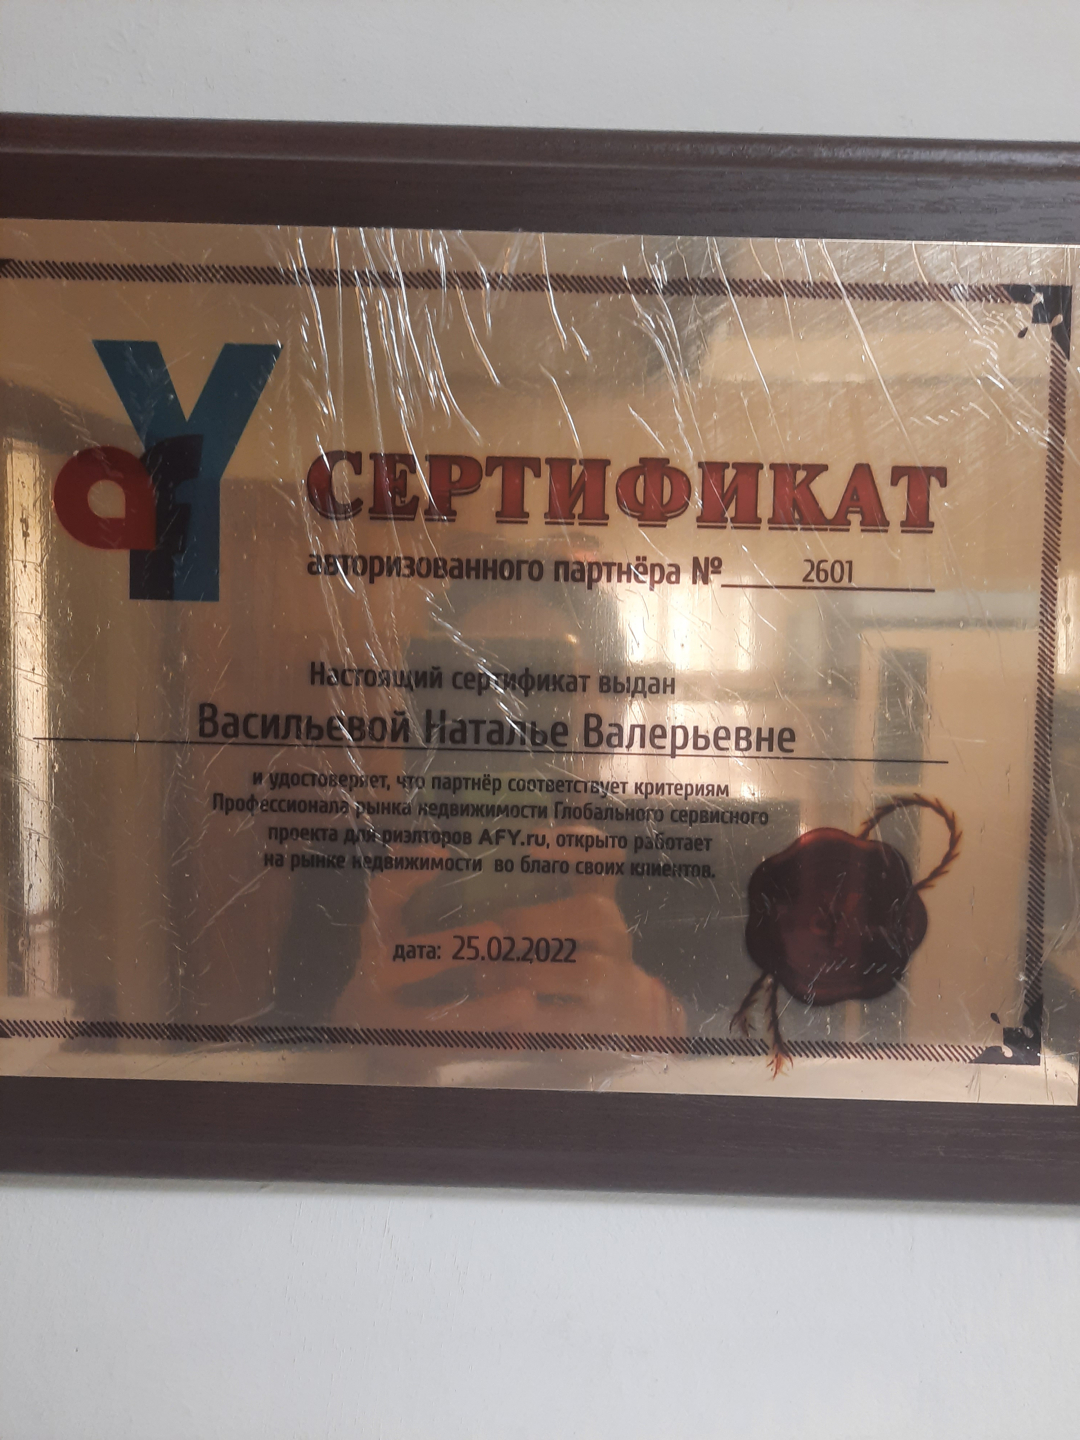 afY
СЕРТИФИКАТ
авторизованного партнёра № 2601
Настоящий сертификат выдан
Васильевой Наталье Валерьевне
и удостоверяет, что партнёр соответствует критериям
Профессионала рынка недвижимости Глобального сервисного
проекта для риэлторов AFY.ru, открыто работает
на рынке недвижимости во благо своих клиентов.
дата: 25.02.2022